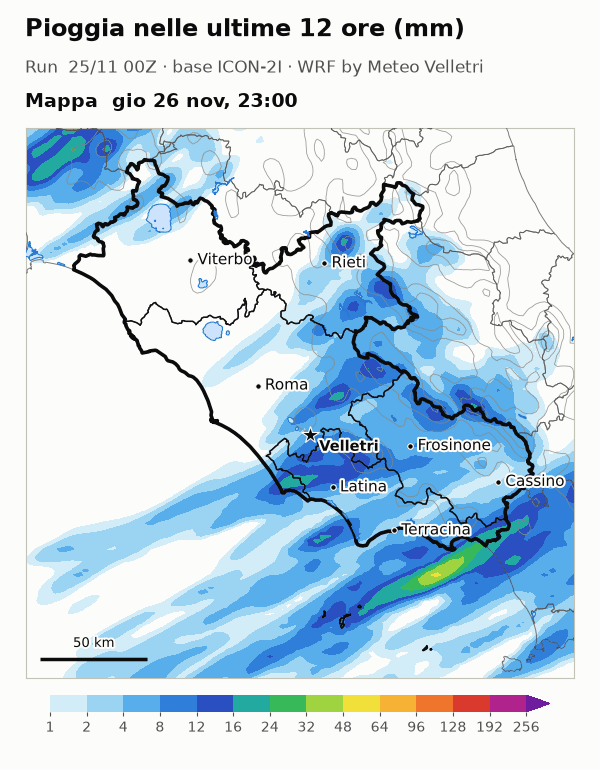 Pioggia nelle ultime 12 ore (mm)
Run 25/11 00Z · base ICON-2I · WRF by Meteo Velletri
Mappa gio 26 nov, 23:00
Viterbo
Rieti
Roma
Velletri
Frosinone
Latina
Cassino
Terracina
50 km
1 2 4 8 12 16 24 32 48 64 96 128 192 256